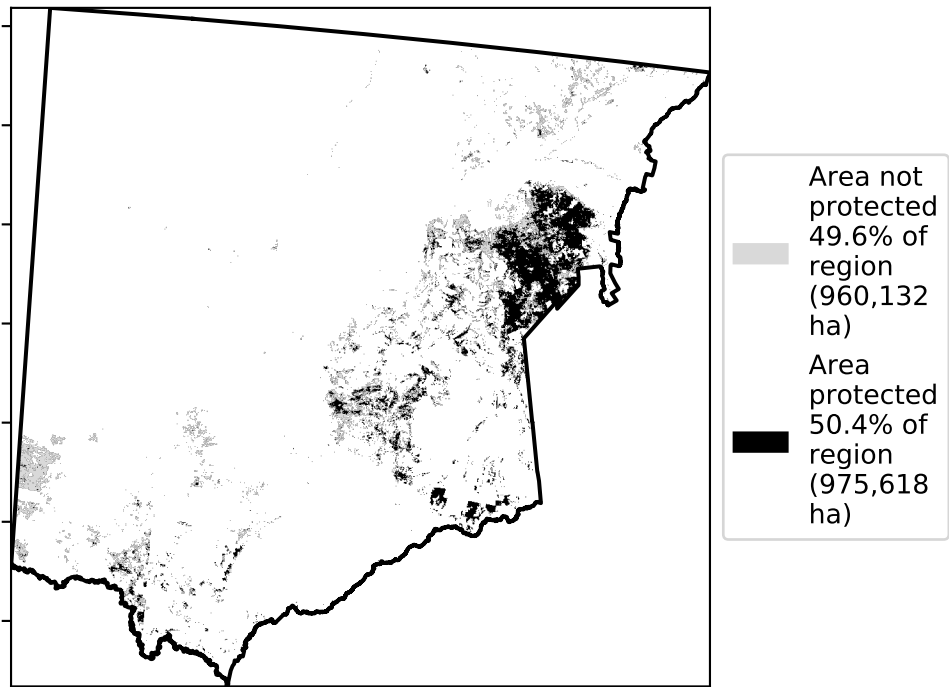 Area not
protected
49.6% of
region
(960,132
ha)
Area
protected
50.4% of
region
(975,618
ha)